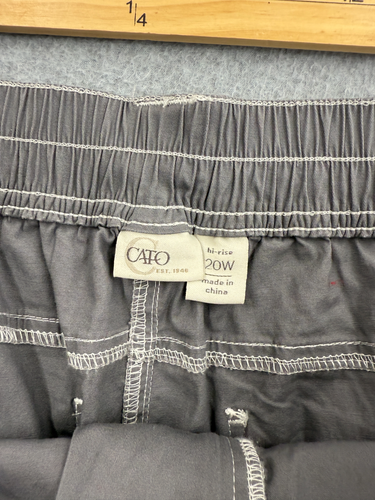 1/4
CATO
C
EST. 1946
hi-rise
20W
made in
china